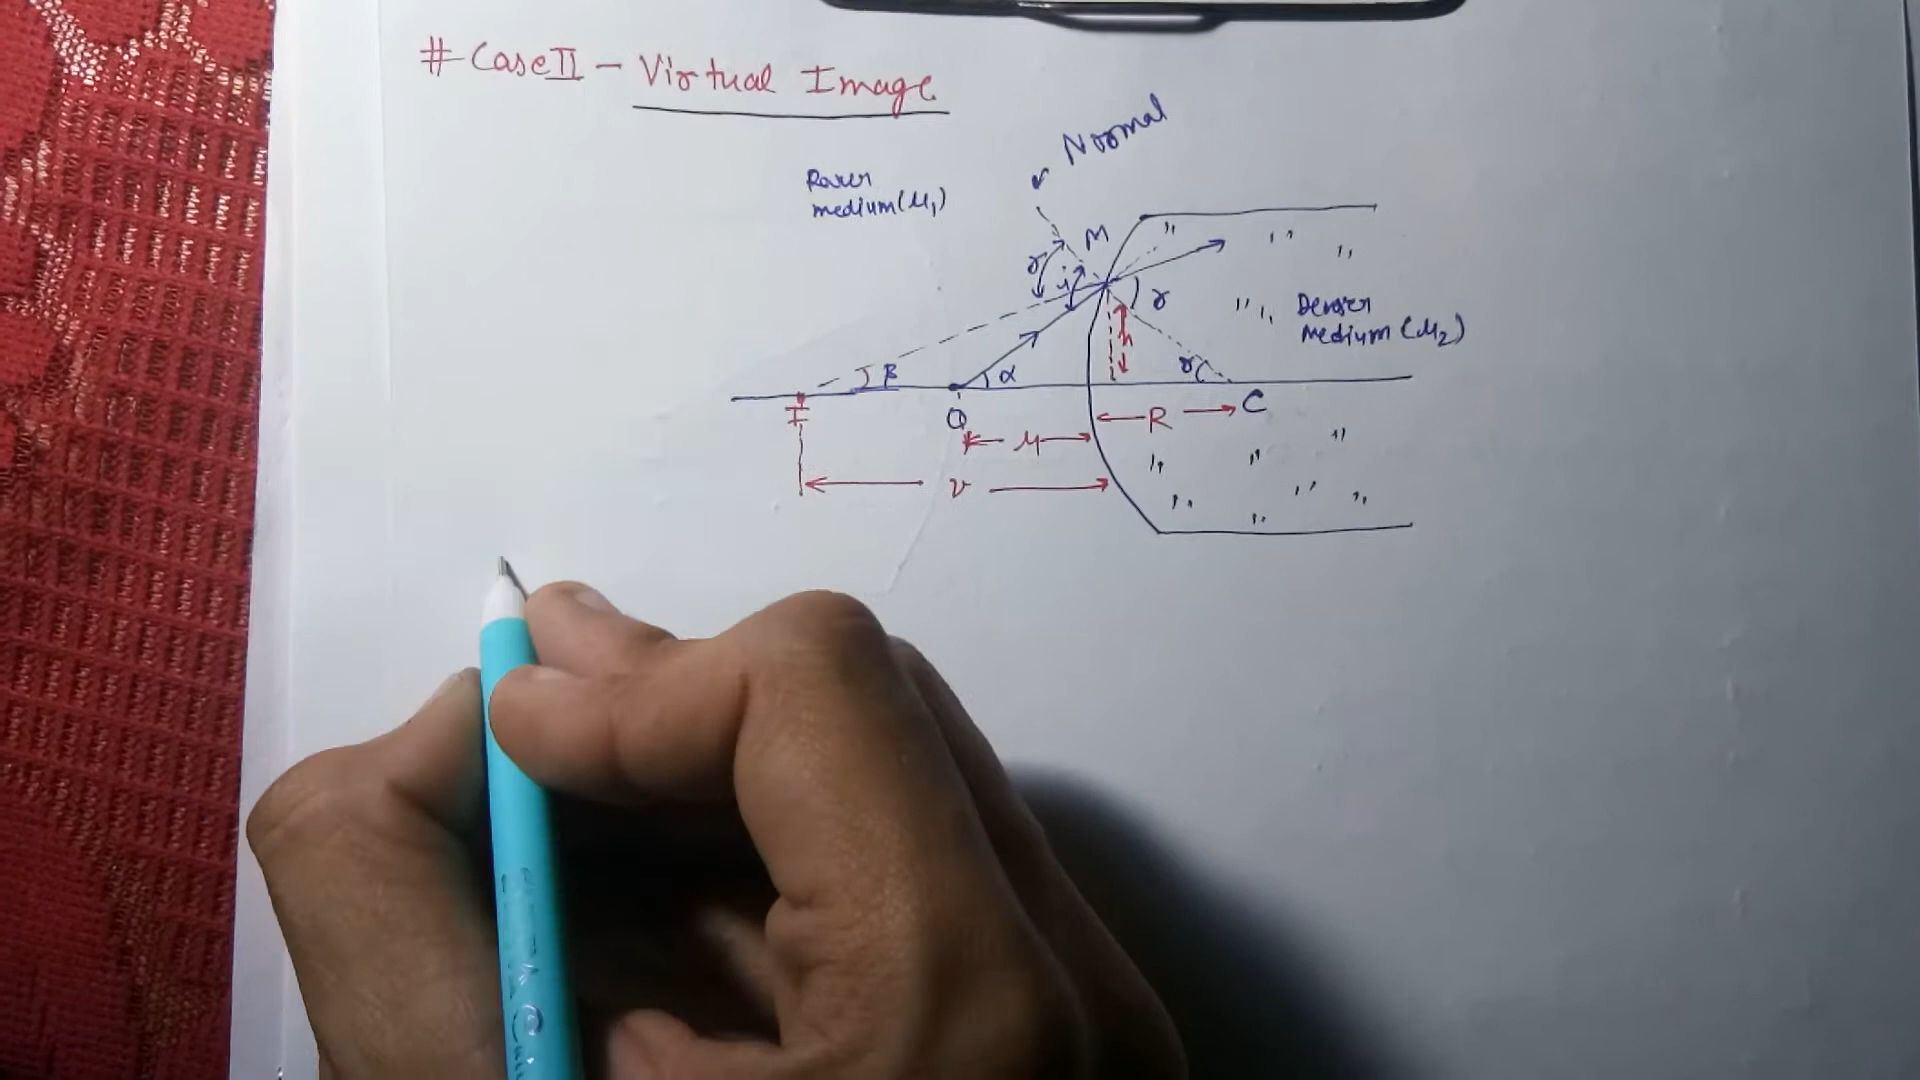 # Case II - Virtual Image
Normal
Rarer
medium (μ₁)
M
r
i
r
Denser
medium (μ₂)
h
β
α
r
I
O
R
C
u
v